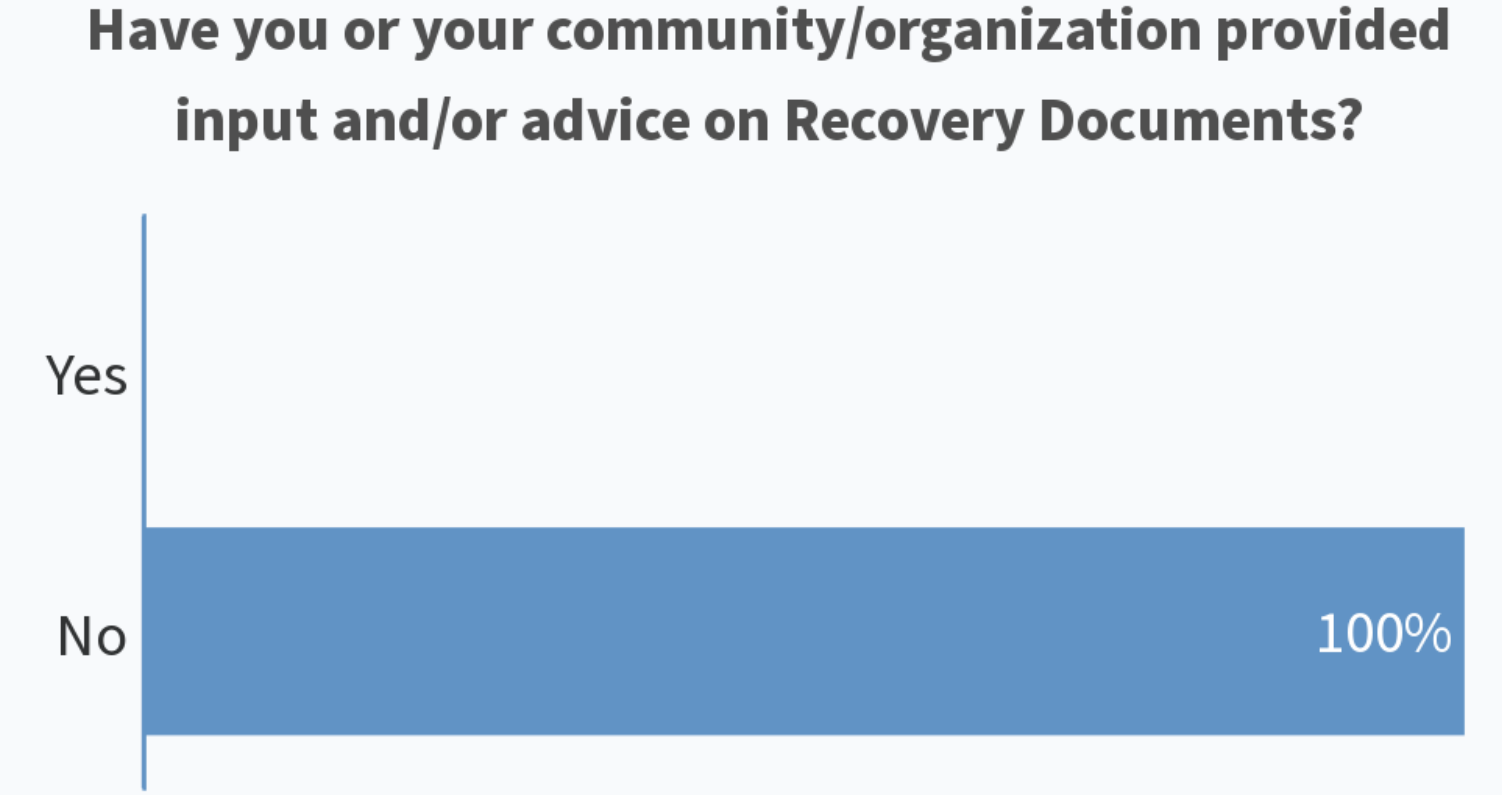 Have you or your community/organization provided
input and/or advice on Recovery Documents?
Yes
No
100%